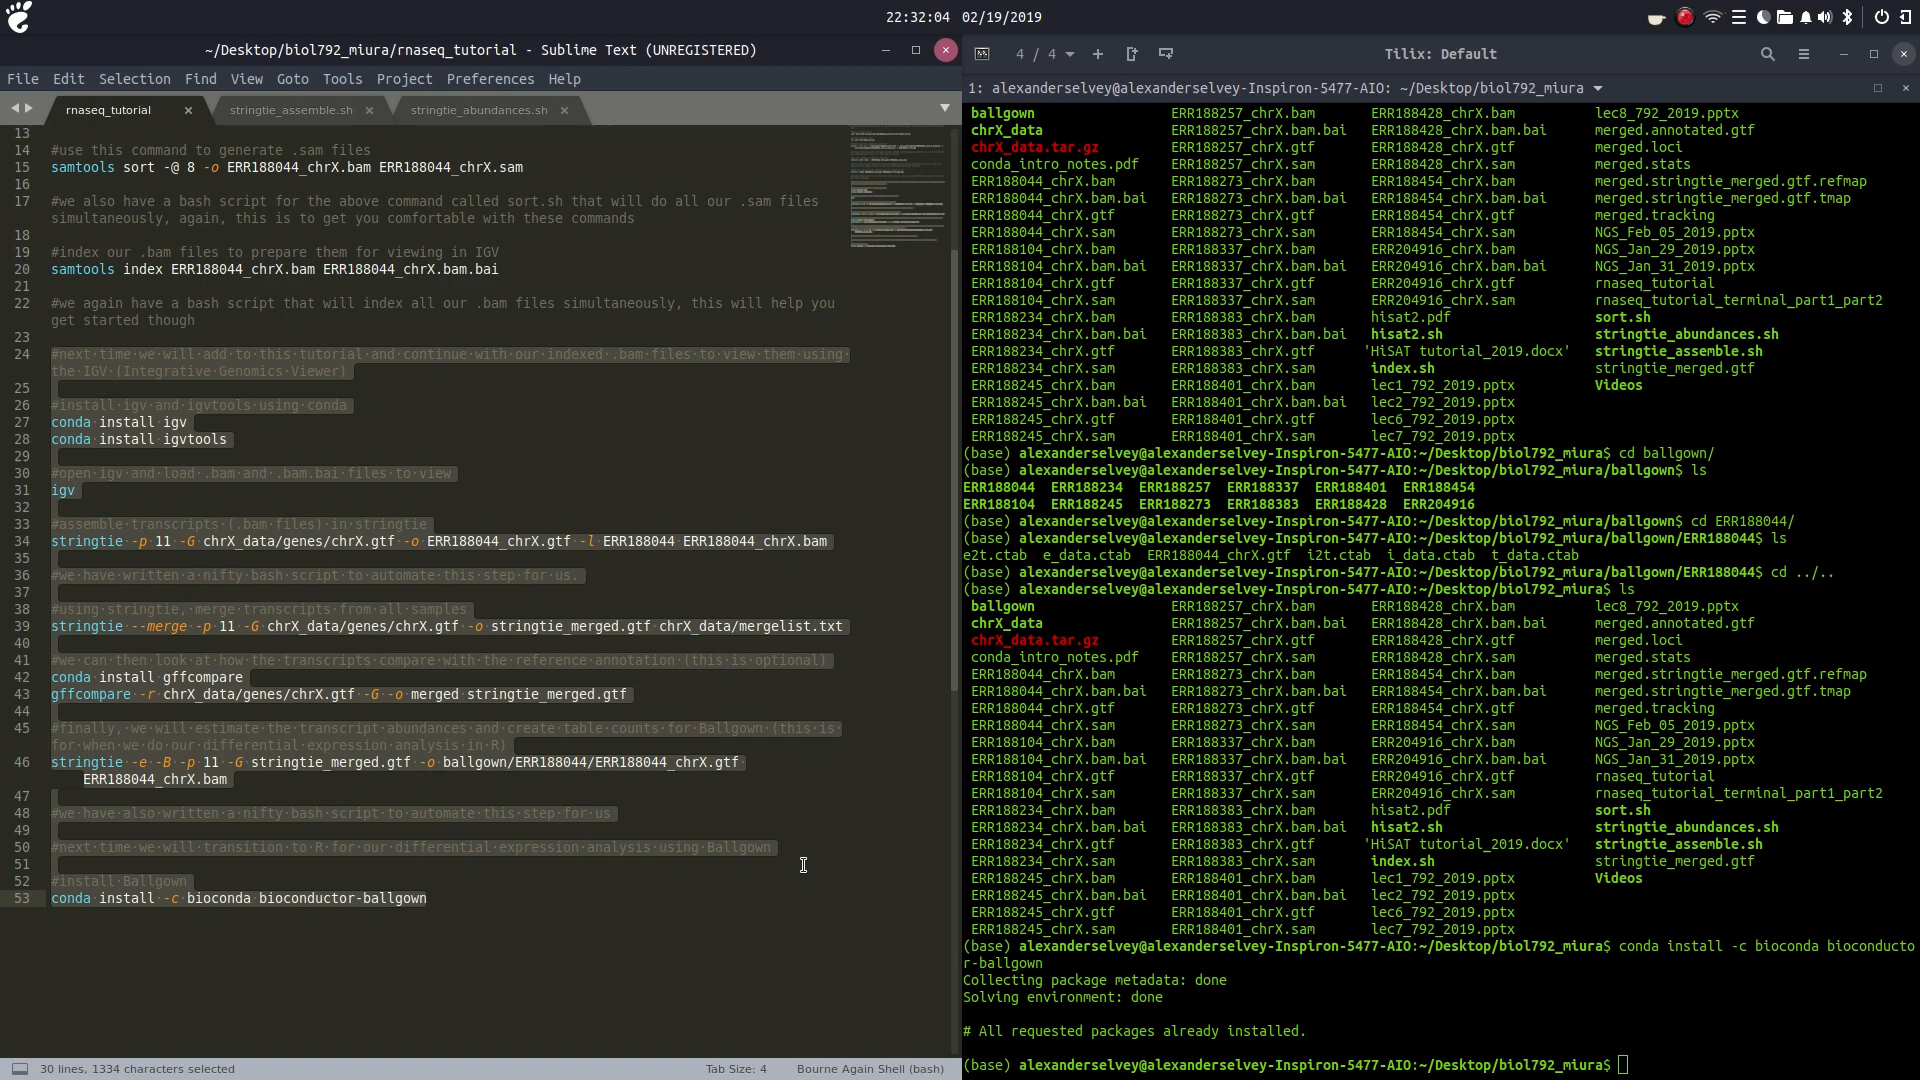 22:32:04 02/19/2019
~/Desktop/biol792_miura/rnaseq_tutorial - Sublime Text (UNREGISTERED)
File Edit Selection Find View Goto Tools Project Preferences Help
rnaseq_tutorial stringtie_assemble.sh stringtie_abundances.sh
13
14 #use this command to generate .sam files
15 samtools sort -@ 8 -o ERR188044_chrX.bam ERR188044_chrX.sam
16
17 #we also have a bash script for the above command called sort.sh that will do all our .sam files
simultaneously, again, this is to get you comfortable with these commands
18
19 #index our .bam files to prepare them for viewing in IGV
20 samtools index ERR188044_chrX.bam ERR188044_chrX.bam.bai
21
22 #we again have a bash script that will index all our .bam files simultaneously, this will help you
get started though
23
24 #next time we will add to this tutorial and continue with our indexed .bam files to view them using
the IGV (Integrative Genomics Viewer)
25
26 #install igv and igvtools using conda
27 conda install igv
28 conda install igvtools
29
30 #open igv and load .bam and .bam.bai files to view
31 igv
32
33 #assemble transcripts (.bam files) in stringtie
34 stringtie -p 11 -G chrX_data/genes/chrX.gtf -o ERR188044_chrX.gtf -l ERR188044 ERR188044_chrX.bam
35
36 #we have written a nifty bash script to automate this step for us.
37
38 #using stringtie, merge transcripts from all samples
39 stringtie --merge -p 11 -G chrX_data/genes/chrX.gtf -o stringtie_merged.gtf chrX_data/mergelist.txt
40
41 #we can then look at how the transcripts compare with the reference annotation (this is optional)
42 conda install gffcompare
43 gffcompare -r chrX_data/genes/chrX.gtf -G -o merged stringtie_merged.gtf
44
45 #finally, we will estimate the transcript abundances and create table counts for Ballgown (this is
for when we do our differential expression analysis in R)
46 stringtie -e -B -p 11 -G stringtie_merged.gtf -o ballgown/ERR188044/ERR188044_chrX.gtf
ERR188044_chrX.bam
47
48 #we have also written a nifty bash script to automate this step for us
49
50 #next time we will transition to R for our differential expression analysis using Ballgown
51
52 #install Ballgown
53 conda install -c bioconda bioconductor-ballgown
30 lines, 1334 characters selected Tab Size: 4 Bourne Again Shell (bash)
4 / 4 Tilix: Default
1: alexanderselvey@alexanderselvey-Inspiron-5477-AIO: ~/Desktop/biol792_miura
ballgown ERR188257_chrX.bam ERR188428_chrX.bam lec8_792_2019.pptx
chrX_data ERR188257_chrX.bam.bai ERR188428_chrX.bam.bai merged.annotated.gtf
chrX_data.tar.gz ERR188257_chrX.gtf ERR188428_chrX.gtf merged.loci
conda_intro_notes.pdf ERR188257_chrX.sam ERR188428_chrX.sam merged.stats
ERR188044_chrX.bam ERR188273_chrX.bam ERR188454_chrX.bam merged.stringtie_merged.gtf.refmap
ERR188044_chrX.bam.bai ERR188273_chrX.bam.bai ERR188454_chrX.bam.bai merged.stringtie_merged.gtf.tmap
ERR188044_chrX.gtf ERR188273_chrX.gtf ERR188454_chrX.gtf merged.tracking
ERR188044_chrX.sam ERR188273_chrX.sam ERR188454_chrX.sam NGS_Feb_05_2019.pptx
ERR188104_chrX.bam ERR188337_chrX.bam ERR204916_chrX.bam NGS_Jan_29_2019.pptx
ERR188104_chrX.bam.bai ERR188337_chrX.bam.bai ERR204916_chrX.bam.bai NGS_Jan_31_2019.pptx
ERR188104_chrX.gtf ERR188337_chrX.gtf ERR204916_chrX.gtf rnaseq_tutorial
ERR188104_chrX.sam ERR188337_chrX.sam ERR204916_chrX.sam rnaseq_tutorial_terminal_part1_part2
ERR188234_chrX.bam ERR188383_chrX.bam hisat2.pdf sort.sh
ERR188234_chrX.bam.bai ERR188383_chrX.bam.bai hisat2.sh stringtie_abundances.sh
ERR188234_chrX.gtf ERR188383_chrX.gtf 'HiSAT tutorial_2019.docx' stringtie_assemble.sh
ERR188234_chrX.sam ERR188383_chrX.sam index.sh stringtie_merged.gtf
ERR188245_chrX.bam ERR188401_chrX.bam lec1_792_2019.pptx Videos
ERR188245_chrX.bam.bai ERR188401_chrX.bam.bai lec2_792_2019.pptx
ERR188245_chrX.gtf ERR188401_chrX.gtf lec6_792_2019.pptx
ERR188245_chrX.sam ERR188401_chrX.sam lec7_792_2019.pptx
(base) alexanderselvey@alexanderselvey-Inspiron-5477-AIO:~/Desktop/biol792_miura$ cd ballgown/
(base) alexanderselvey@alexanderselvey-Inspiron-5477-AIO:~/Desktop/biol792_miura/ballgown$ ls
ERR188044 ERR188234 ERR188257 ERR188337 ERR188401 ERR188454
ERR188104 ERR188245 ERR188273 ERR188383 ERR188428 ERR204916
(base) alexanderselvey@alexanderselvey-Inspiron-5477-AIO:~/Desktop/biol792_miura/ballgown$ cd ERR188044/
(base) alexanderselvey@alexanderselvey-Inspiron-5477-AIO:~/Desktop/biol792_miura/ballgown/ERR188044$ ls
e2t.ctab e_data.ctab ERR188044_chrX.gtf i2t.ctab i_data.ctab t_data.ctab
(base) alexanderselvey@alexanderselvey-Inspiron-5477-AIO:~/Desktop/biol792_miura/ballgown/ERR188044$ cd ../..
(base) alexanderselvey@alexanderselvey-Inspiron-5477-AIO:~/Desktop/biol792_miura$ ls
ballgown ERR188257_chrX.bam ERR188428_chrX.bam lec8_792_2019.pptx
chrX_data ERR188257_chrX.bam.bai ERR188428_chrX.bam.bai merged.annotated.gtf
chrX_data.tar.gz ERR188257_chrX.gtf ERR188428_chrX.gtf merged.loci
conda_intro_notes.pdf ERR188257_chrX.sam ERR188428_chrX.sam merged.stats
ERR188044_chrX.bam ERR188273_chrX.bam ERR188454_chrX.bam merged.stringtie_merged.gtf.refmap
ERR188044_chrX.bam.bai ERR188273_chrX.bam.bai ERR188454_chrX.bam.bai merged.stringtie_merged.gtf.tmap
ERR188044_chrX.gtf ERR188273_chrX.gtf ERR188454_chrX.gtf merged.tracking
ERR188044_chrX.sam ERR188273_chrX.sam ERR188454_chrX.sam NGS_Feb_05_2019.pptx
ERR188104_chrX.bam ERR188337_chrX.bam ERR204916_chrX.bam NGS_Jan_29_2019.pptx
ERR188104_chrX.bam.bai ERR188337_chrX.bam.bai ERR204916_chrX.bam.bai NGS_Jan_31_2019.pptx
ERR188104_chrX.gtf ERR188337_chrX.gtf ERR204916_chrX.gtf rnaseq_tutorial
ERR188104_chrX.sam ERR188337_chrX.sam ERR204916_chrX.sam rnaseq_tutorial_terminal_part1_part2
ERR188234_chrX.bam ERR188383_chrX.bam hisat2.pdf sort.sh
ERR188234_chrX.bam.bai ERR188383_chrX.bam.bai hisat2.sh stringtie_abundances.sh
ERR188234_chrX.gtf ERR188383_chrX.gtf 'HiSAT tutorial_2019.docx' stringtie_assemble.sh
ERR188234_chrX.sam ERR188383_chrX.sam index.sh stringtie_merged.gtf
ERR188245_chrX.bam ERR188401_chrX.bam lec1_792_2019.pptx Videos
ERR188245_chrX.bam.bai ERR188401_chrX.bam.bai lec2_792_2019.pptx
ERR188245_chrX.gtf ERR188401_chrX.gtf lec6_792_2019.pptx
ERR188245_chrX.sam ERR188401_chrX.sam lec7_792_2019.pptx
(base) alexanderselvey@alexanderselvey-Inspiron-5477-AIO:~/Desktop/biol792_miura$ conda install -c bioconda bioconducto
r-ballgown
Collecting package metadata: done
Solving environment: done
# All requested packages already installed.
(base) alexanderselvey@alexanderselvey-Inspiron-5477-AIO:~/Desktop/biol792_miura$